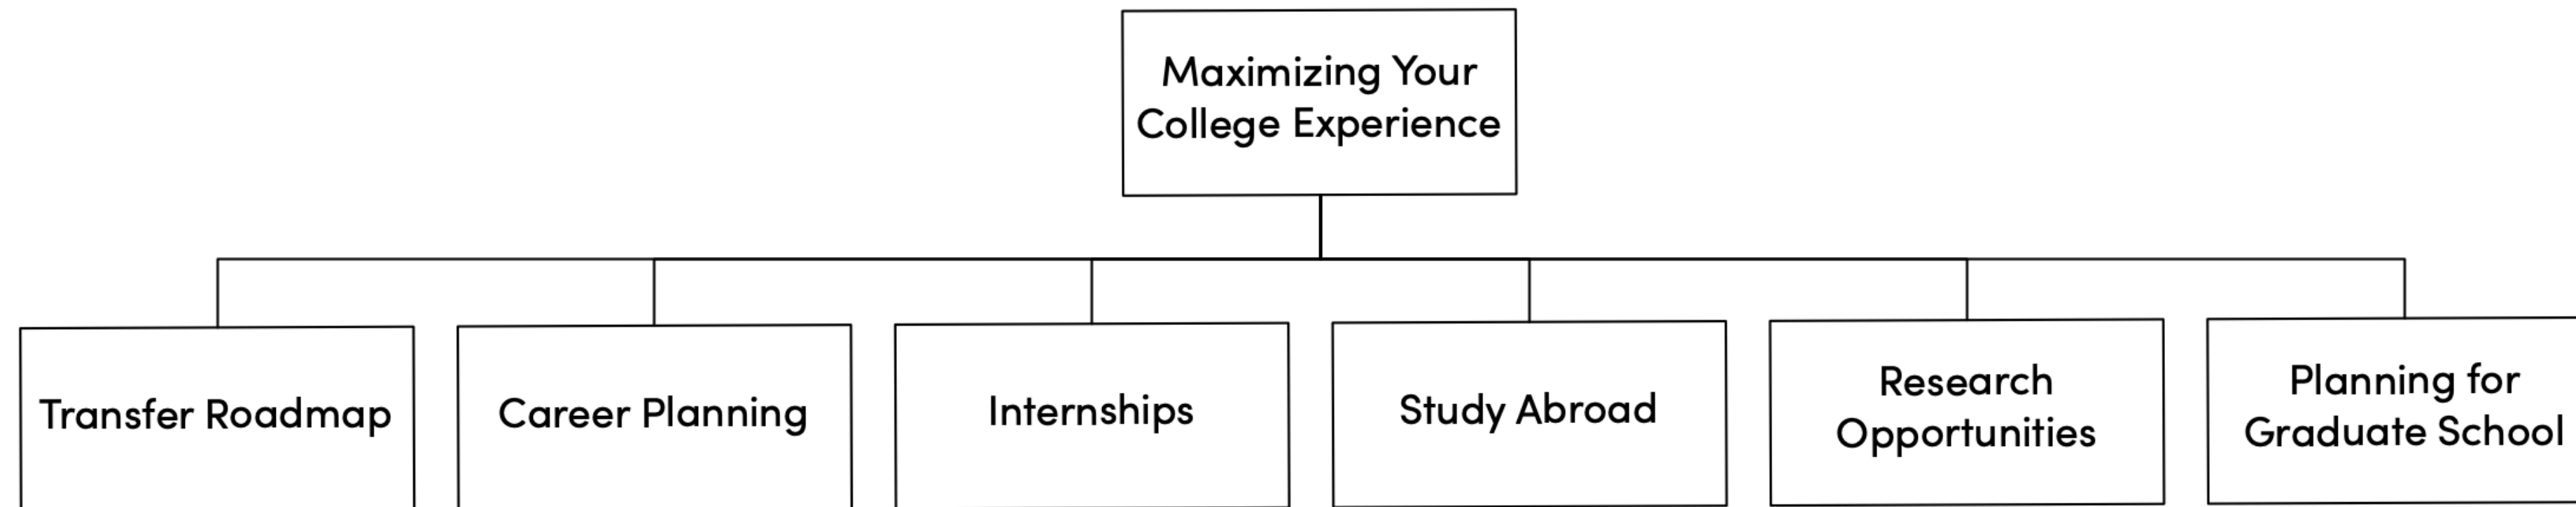 Maximizing Your
College Experience
Transfer Roadmap
Career Planning
Internships
Study Abroad
Research
Opportunities
Planning for
Graduate School